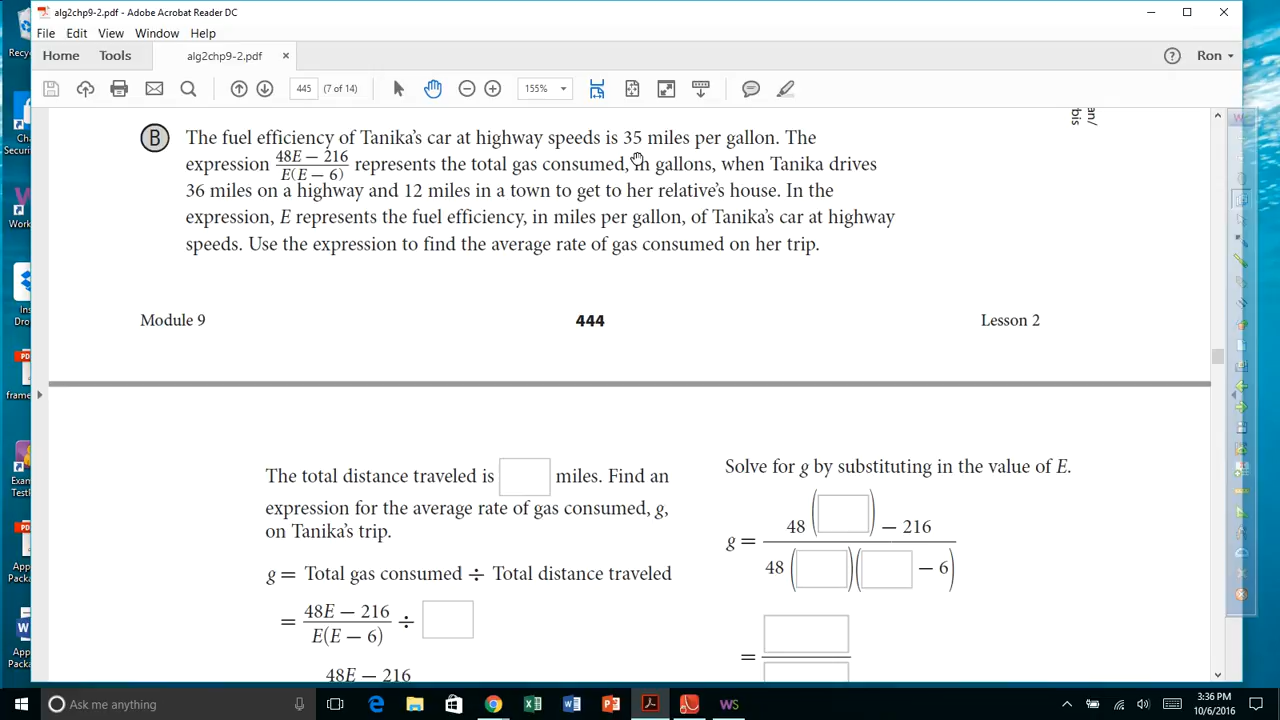 alg2chp9-2.pdf - Adobe Acrobat Reader DC
File Edit View Window Help
Home Tools alg2chp9-2.pdf × Ron
445 (7 of 14) 155%
B The fuel efficiency of Tanika's car at highway speeds is 35 miles per gallon. The
expression (48E − 216)/(E(E − 6)) represents the total gas consumed, in gallons, when Tanika drives
36 miles on a highway and 12 miles in a town to get to her relative's house. In the
expression, E represents the fuel efficiency, in miles per gallon, of Tanika's car at highway
speeds. Use the expression to find the average rate of gas consumed on her trip.
Module 9 444 Lesson 2
The total distance traveled is miles. Find an
expression for the average rate of gas consumed, g,
on Tanika's trip.
g = Total gas consumed ÷ Total distance traveled
= (48E − 216)/(E(E − 6)) ÷
48E − 216
Solve for g by substituting in the value of E.
g = (48( ) − 216)/(48( )( − 6))
=
Ask me anything
3:36 PM
10/6/2016